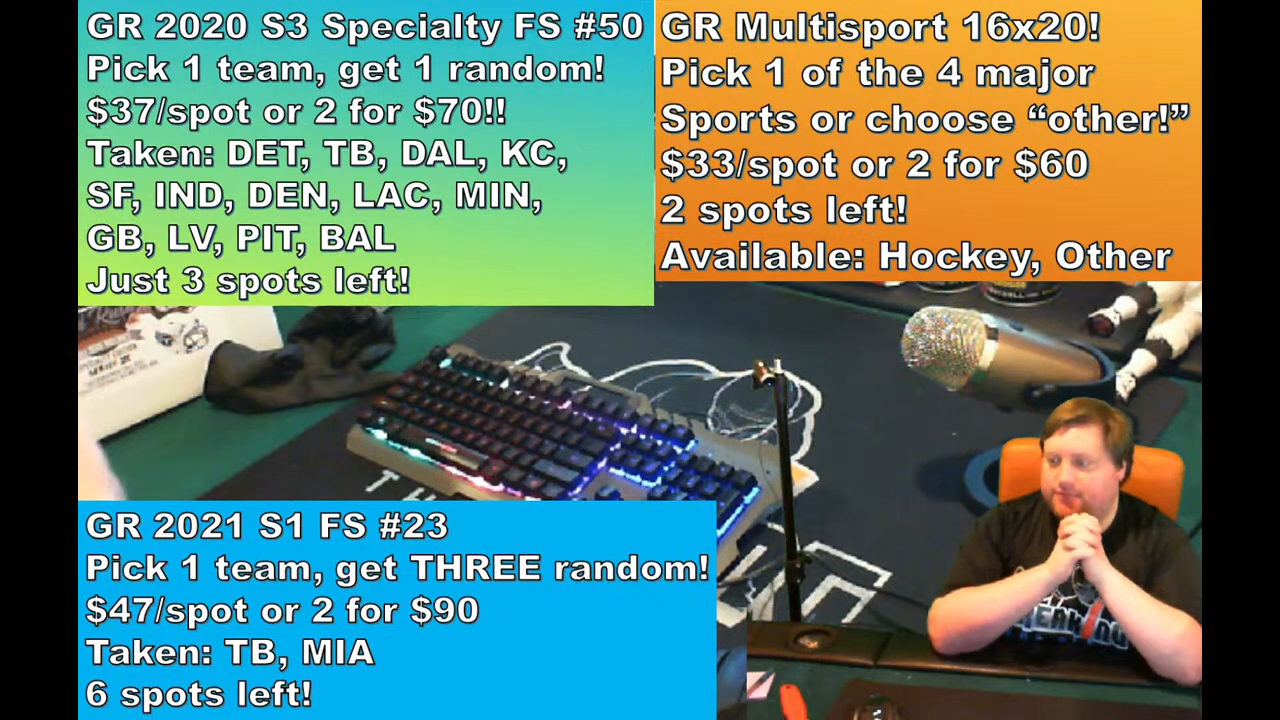 GR 2020 S3 Specialty FS #50
Pick 1 team, get 1 random!
$37/spot or 2 for $70!!
Taken: DET, TB, DAL, KC,
SF, IND, DEN, LAC, MIN,
GB, LV, PIT, BAL
Just 3 spots left!
GR Multisport 16x20!
Pick 1 of the 4 major
Sports or choose “other!”
$33/spot or 2 for $60
2 spots left!
Available: Hockey, Other
GR 2021 S1 FS #23
Pick 1 team, get THREE random!
$47/spot or 2 for $90
Taken: TB, MIA
6 spots left!